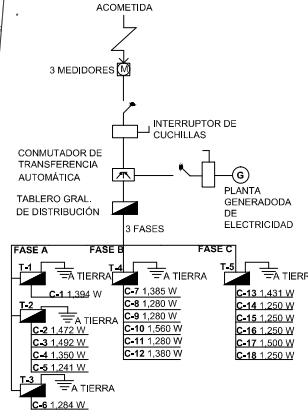 ACOMETIDA
3 MEDIDORES
M
INTERRUPTOR DE
CUCHILLAS
CONMUTADOR DE
TRANSFERENCIA
AUTOMÁTICA
G
PLANTA
GENERADODA
DE
ELECTRICIDAD
TABLERO GRAL.
DE DISTRIBUCIÓN
3 FASES
FASE A
FASE B
FASE C
T-1
A TIERRA
C-1 1,394 W
T-2
A TIERRA
C-2 1,472 W
C-3 1,492 W
C-4 1,350 W
C-5 1,241 W
T-3
A TIERRA
C-6 1,284 W
T-4
A TIERRA
C-7 1,385 W
C-8 1,280 W
C-9 1,280 W
C-10 1,560 W
C-11 1,280 W
C-12 1,380 W
T-5
A TIERR
C-13 1.431 W
C-14 1.250 W
C-15 1.250 W
C-16 1.250 W
C-17 1.500 W
C-18 1.250 W